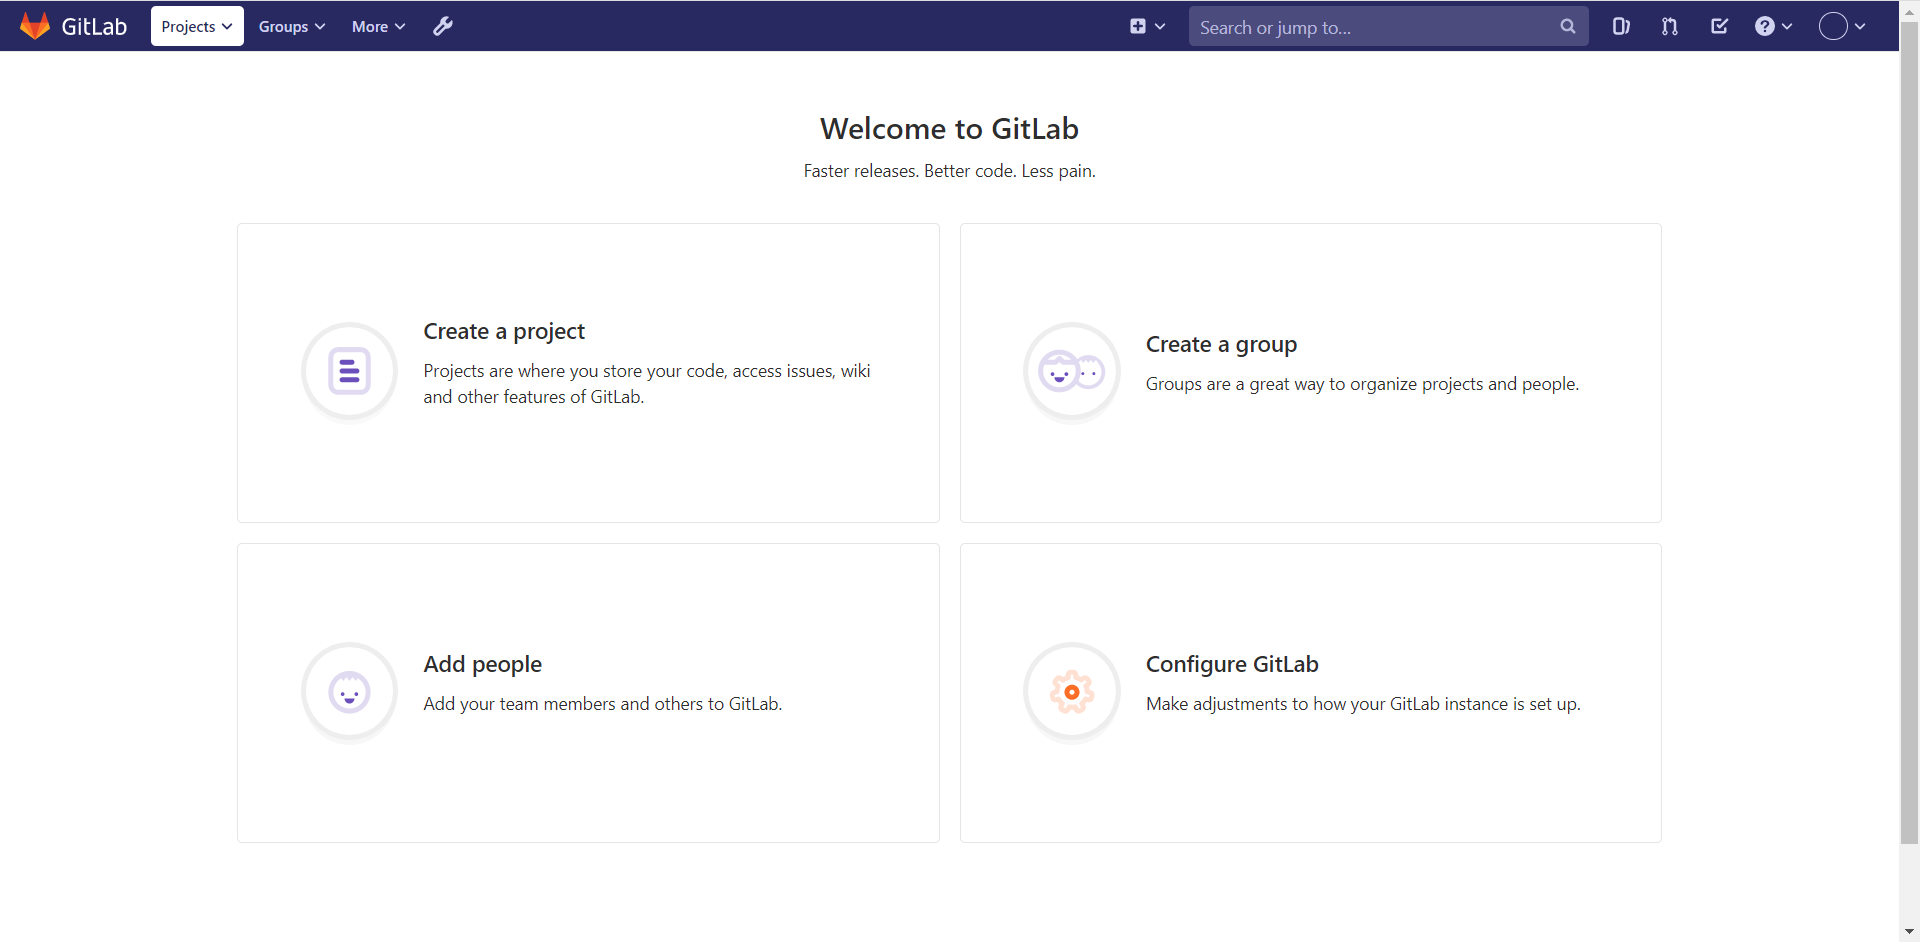 GitLab Projects Groups More Search or jump to...
Welcome to GitLab
Faster releases. Better code. Less pain.
Create a project
Projects are where you store your code, access issues, wiki
and other features of GitLab.
Create a group
Groups are a great way to organize projects and people.
Add people
Add your team members and others to GitLab.
Configure GitLab
Make adjustments to how your GitLab instance is set up.